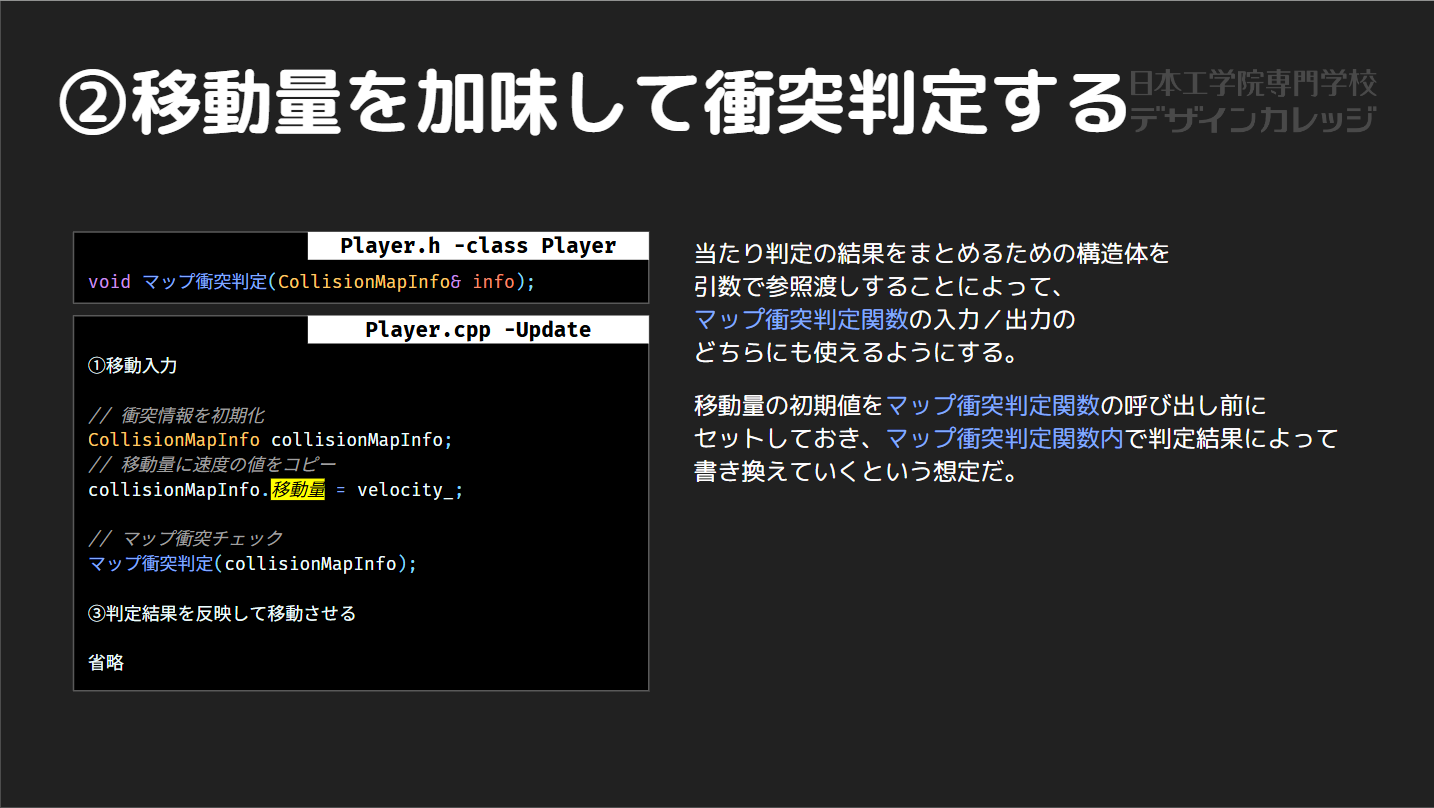 ②移動量を加味して衝突判定する
日本工学院専門学校
デザインカレッジ
Player.h -class Player
void マップ衝突判定(CollisionMapInfo& info);
Player.cpp -Update
①移動入力
// 衝突情報を初期化
CollisionMapInfo collisionMapInfo;
// 移動量に速度の値をコピー
collisionMapInfo.移動量 = velocity_;
// マップ衝突チェック
マップ衝突判定(collisionMapInfo);
③判定結果を反映して移動させる
省略
当たり判定の結果をまとめるための構造体を
引数で参照渡しすることによって、
マップ衝突判定関数の入力／出力の
どちらにも使えるようにする。
移動量の初期値をマップ衝突判定関数の呼び出し前に
セットしておき、マップ衝突判定関数内で判定結果によって
書き換えていくという想定だ。